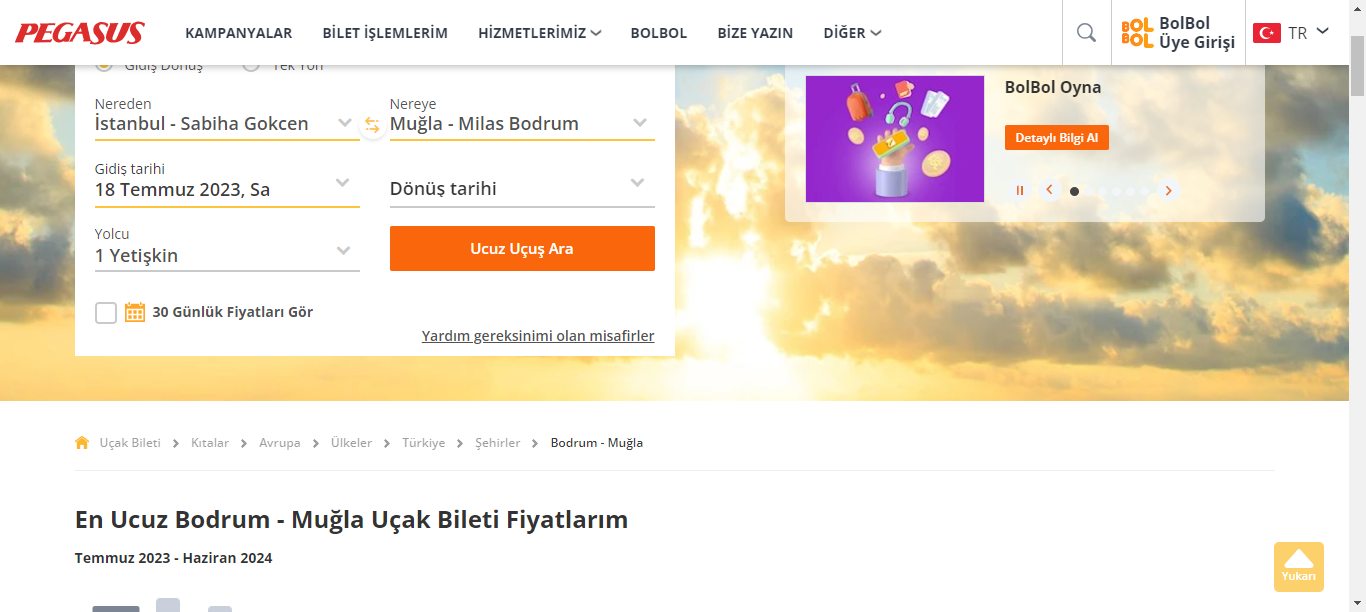 PEGASUS
KAMPANYALAR
BİLET İŞLEMLERİM
HİZMETLERİMİZ
BOLBOL
BİZE YAZIN
DİĞER
BOL
BOL
BolBol
Üye Girişi
TR
Gidiş Dönüş
Tek Yön
Nereden
İstanbul - Sabiha Gokcen
Nereye
Muğla - Milas Bodrum
Gidiş tarihi
18 Temmuz 2023, Sa
Dönüş tarihi
Yolcu
1 Yetişkin
Ucuz Uçuş Ara
30 Günlük Fiyatları Gör
Yardım gereksinimi olan misafirler
BolBol Oyna
Detaylı Bilgi Al
Uçak Bileti > Kıtalar > Avrupa > Ülkeler > Türkiye > Şehirler > Bodrum - Muğla
En Ucuz Bodrum - Muğla Uçak Bileti Fiyatlarım
Temmuz 2023 - Haziran 2024
Yukarı